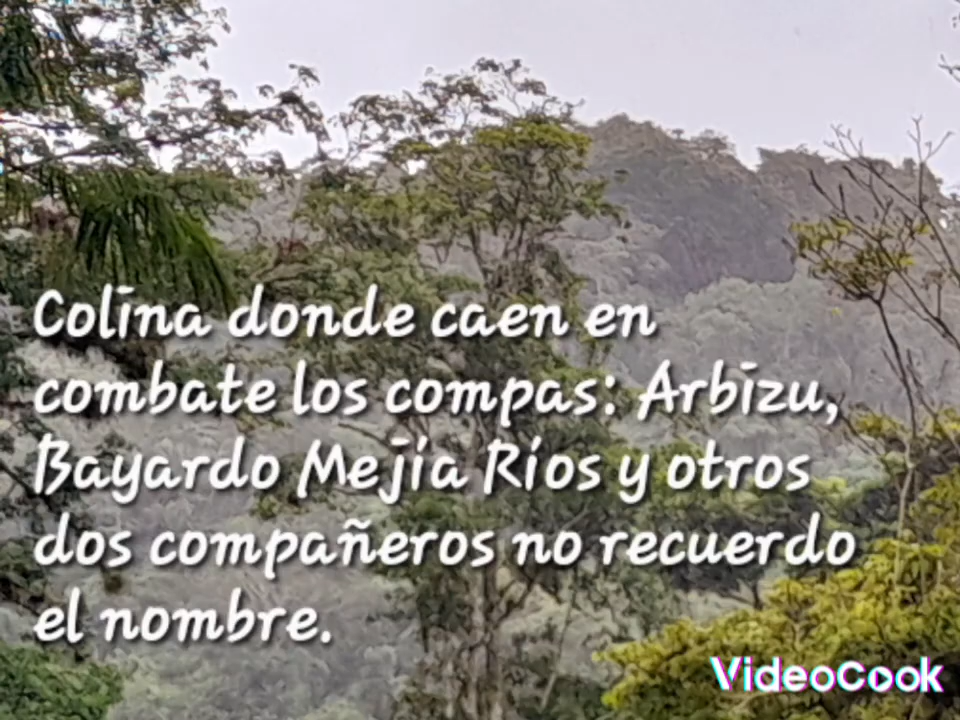 Colina donde caen en
combate los compas: Arbizu,
Bayardo Mejía Ríos y otros
dos compañeros no recuerdo
el nombre.
VideoCook